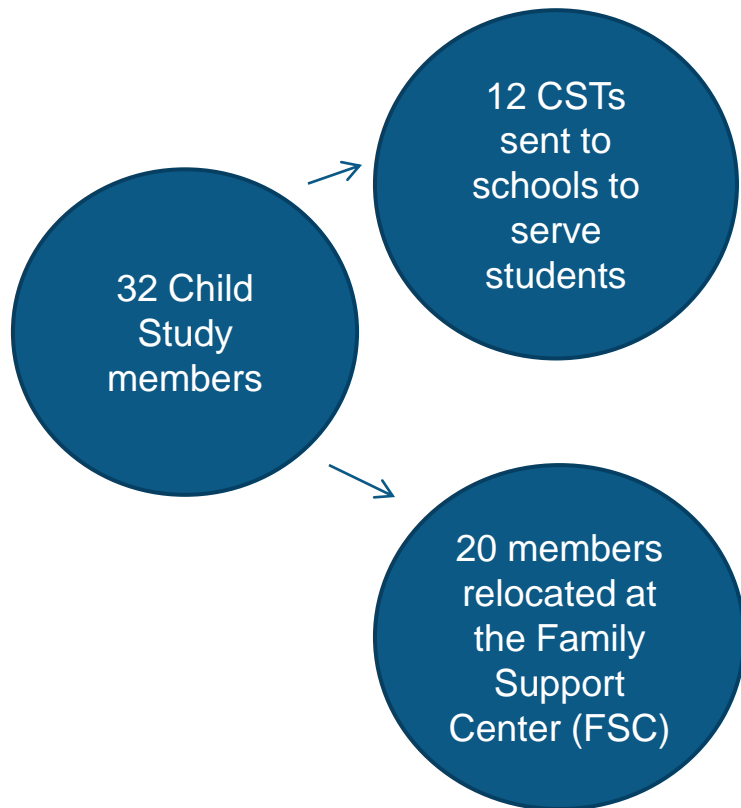 32 Child
Study
members
12 CSTs
sent to
schools to
serve
students
20 members
relocated at
the Family
Support
Center (FSC)